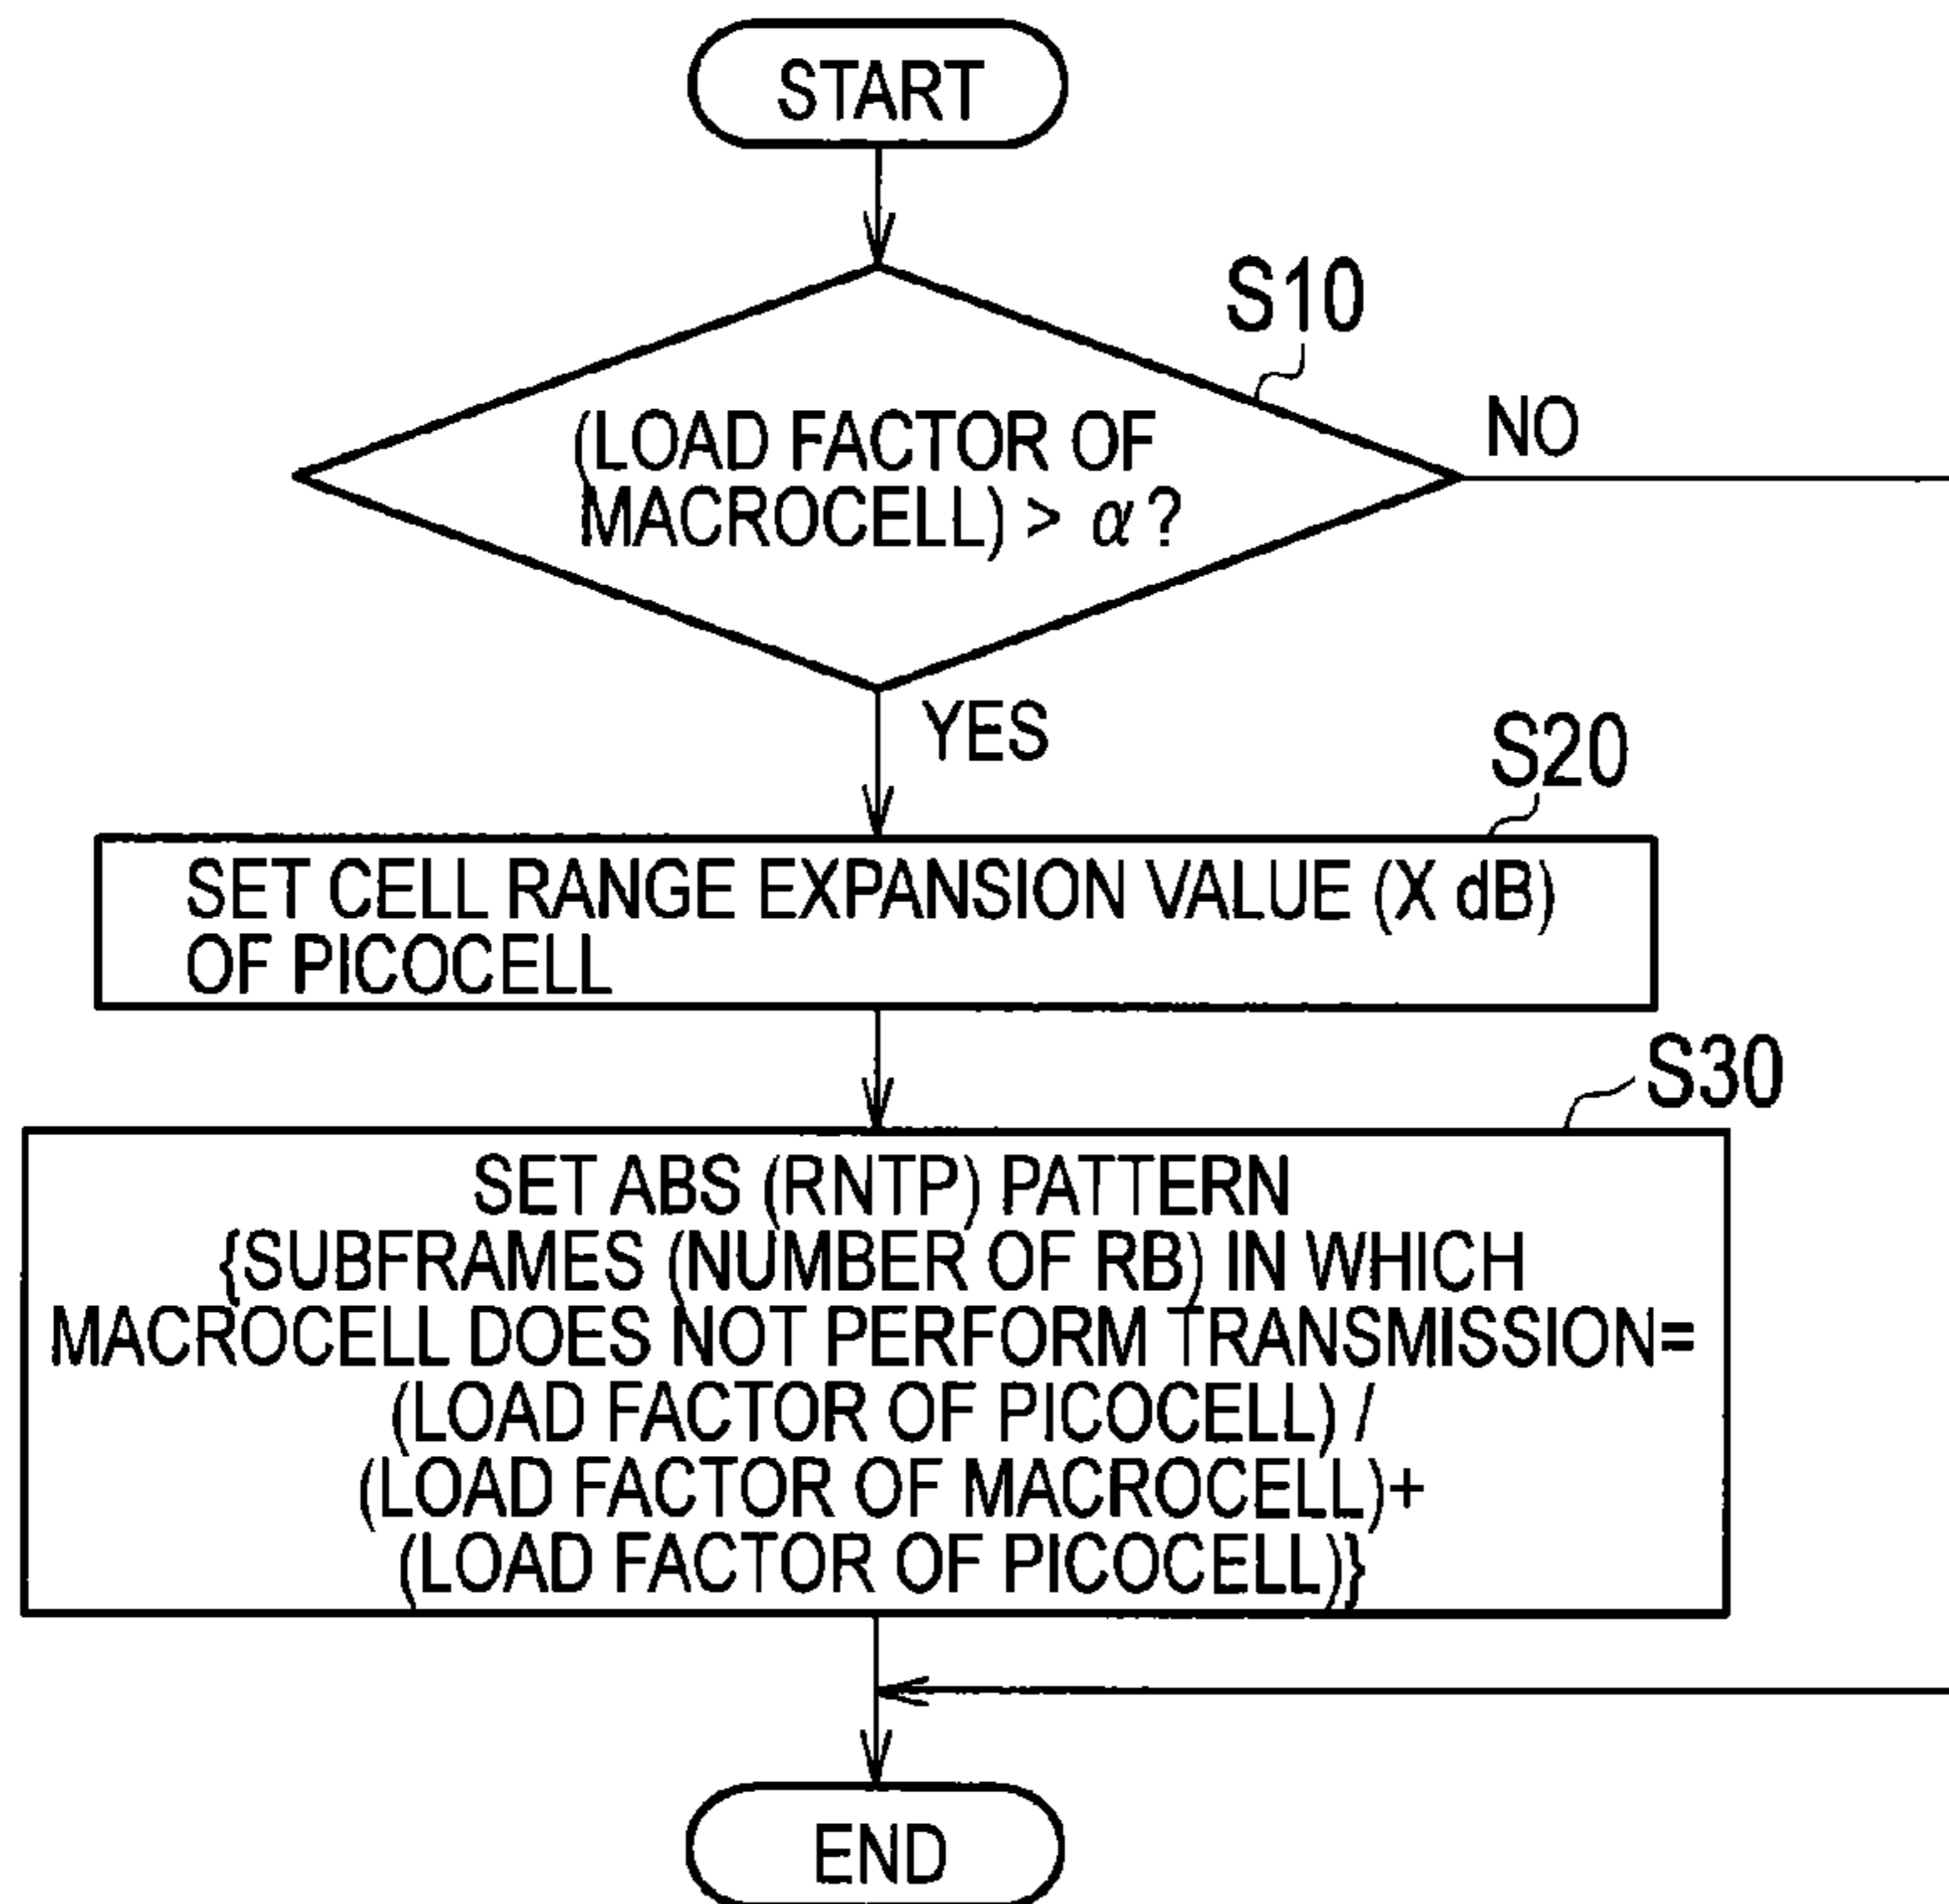 START
S10
(LOAD FACTOR OF
MACROCELL) > α ?
NO
YES
S20
SET CELL RANGE EXPANSION VALUE (X dB)
OF PICOCELL
S30
SET ABS (RNTP) PATTERN
{SUBFRAMES (NUMBER OF RB) IN WHICH
MACROCELL DOES NOT PERFORM TRANSMISSION=
(LOAD FACTOR OF PICOCELL) /
(LOAD FACTOR OF MACROCELL)+
(LOAD FACTOR OF PICOCELL)}
END